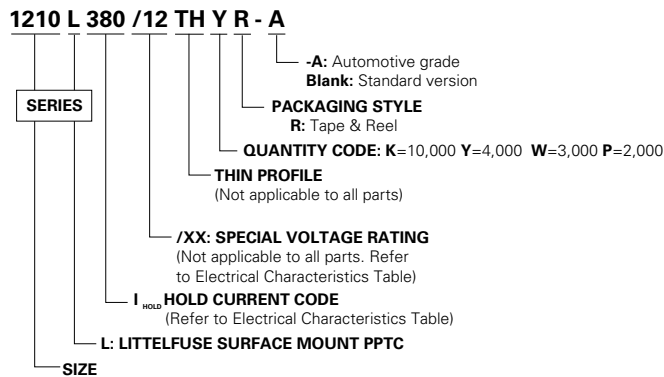 1210 L 380 /12 TH Y R - A
-A: Automotive grade
Blank: Standard version
SERIES
PACKAGING STYLE
R: Tape & Reel
QUANTITY CODE: K=10,000 Y=4,000 W=3,000 P=2,000
THIN PROFILE
(Not applicable to all parts)
/XX: SPECIAL VOLTAGE RATING
(Not applicable to all parts. Refer
to Electrical Characteristics Table)
I HOLD HOLD CURRENT CODE
(Refer to Electrical Characteristics Table)
L: LITTELFUSE SURFACE MOUNT PPTC
SIZE